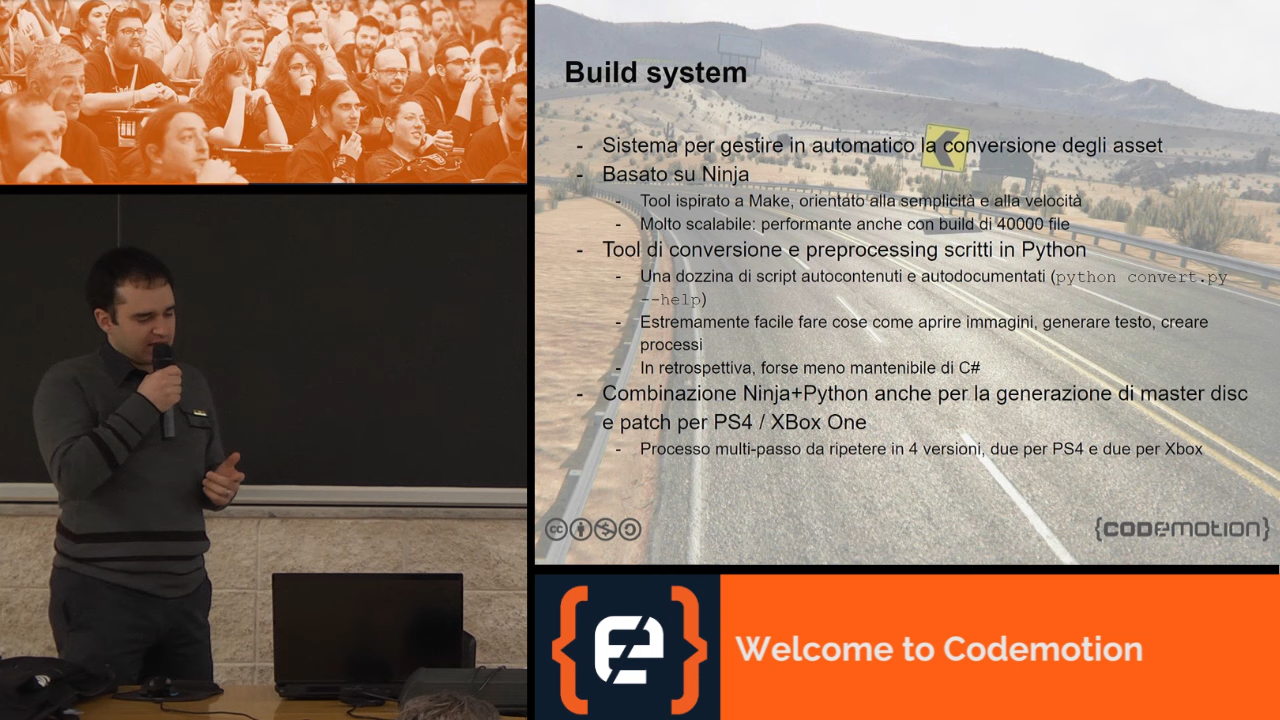 Build system
- Sistema per gestire in automatico la conversione degli asset
- Basato su Ninja
- Tool ispirato a Make, orientato alla semplicità e alla velocità
- Molto scalabile: performante anche con build di 40000 file
- Tool di conversione e preprocessing scritti in Python
- Una dozzina di script autocontenuti e autodocumentati (python convert.py
--help)
- Estremamente facile fare cose come aprire immagini, generare testo, creare
processi
- In retrospettiva, forse meno mantenibile di C#
- Combinazione Ninja+Python anche per la generazione di master disc
e patch per PS4 / XBox One
- Processo multi-passo da ripetere in 4 versioni, due per PS4 e due per Xbox
cc
{codemotion}
Welcome to Codemotion